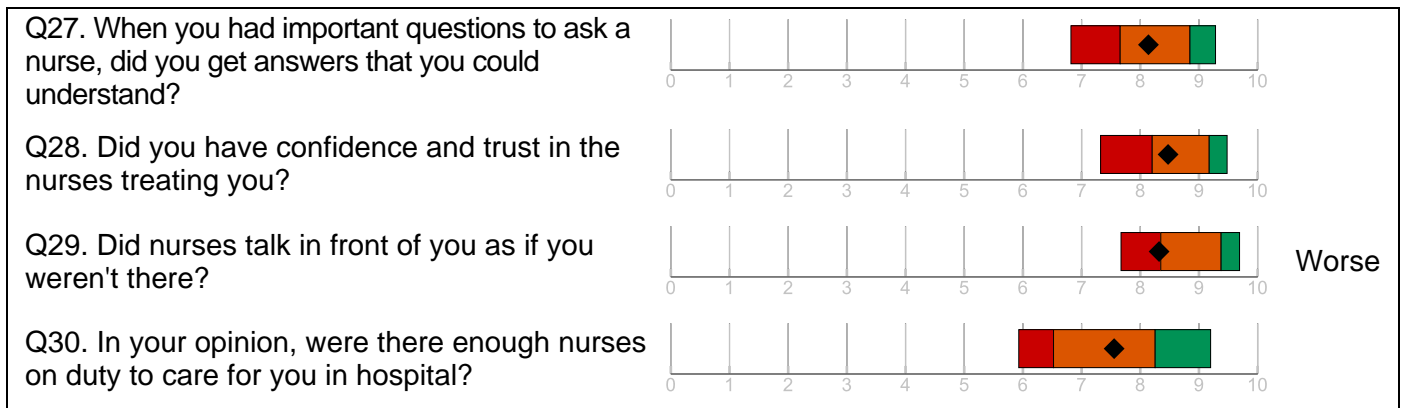 Q27. When you had important questions to ask a
nurse, did you get answers that you could
understand?
0 1 2 3 4 5 6 7 8 9 10
Q28. Did you have confidence and trust in the
nurses treating you?
0 1 2 3 4 5 6 7 8 9 10
Q29. Did nurses talk in front of you as if you
weren't there?
Worse
0 1 2 3 4 5 6 7 8 9 10
Q30. In your opinion, were there enough nurses
on duty to care for you in hospital?
0 1 2 3 4 5 6 7 8 9 10